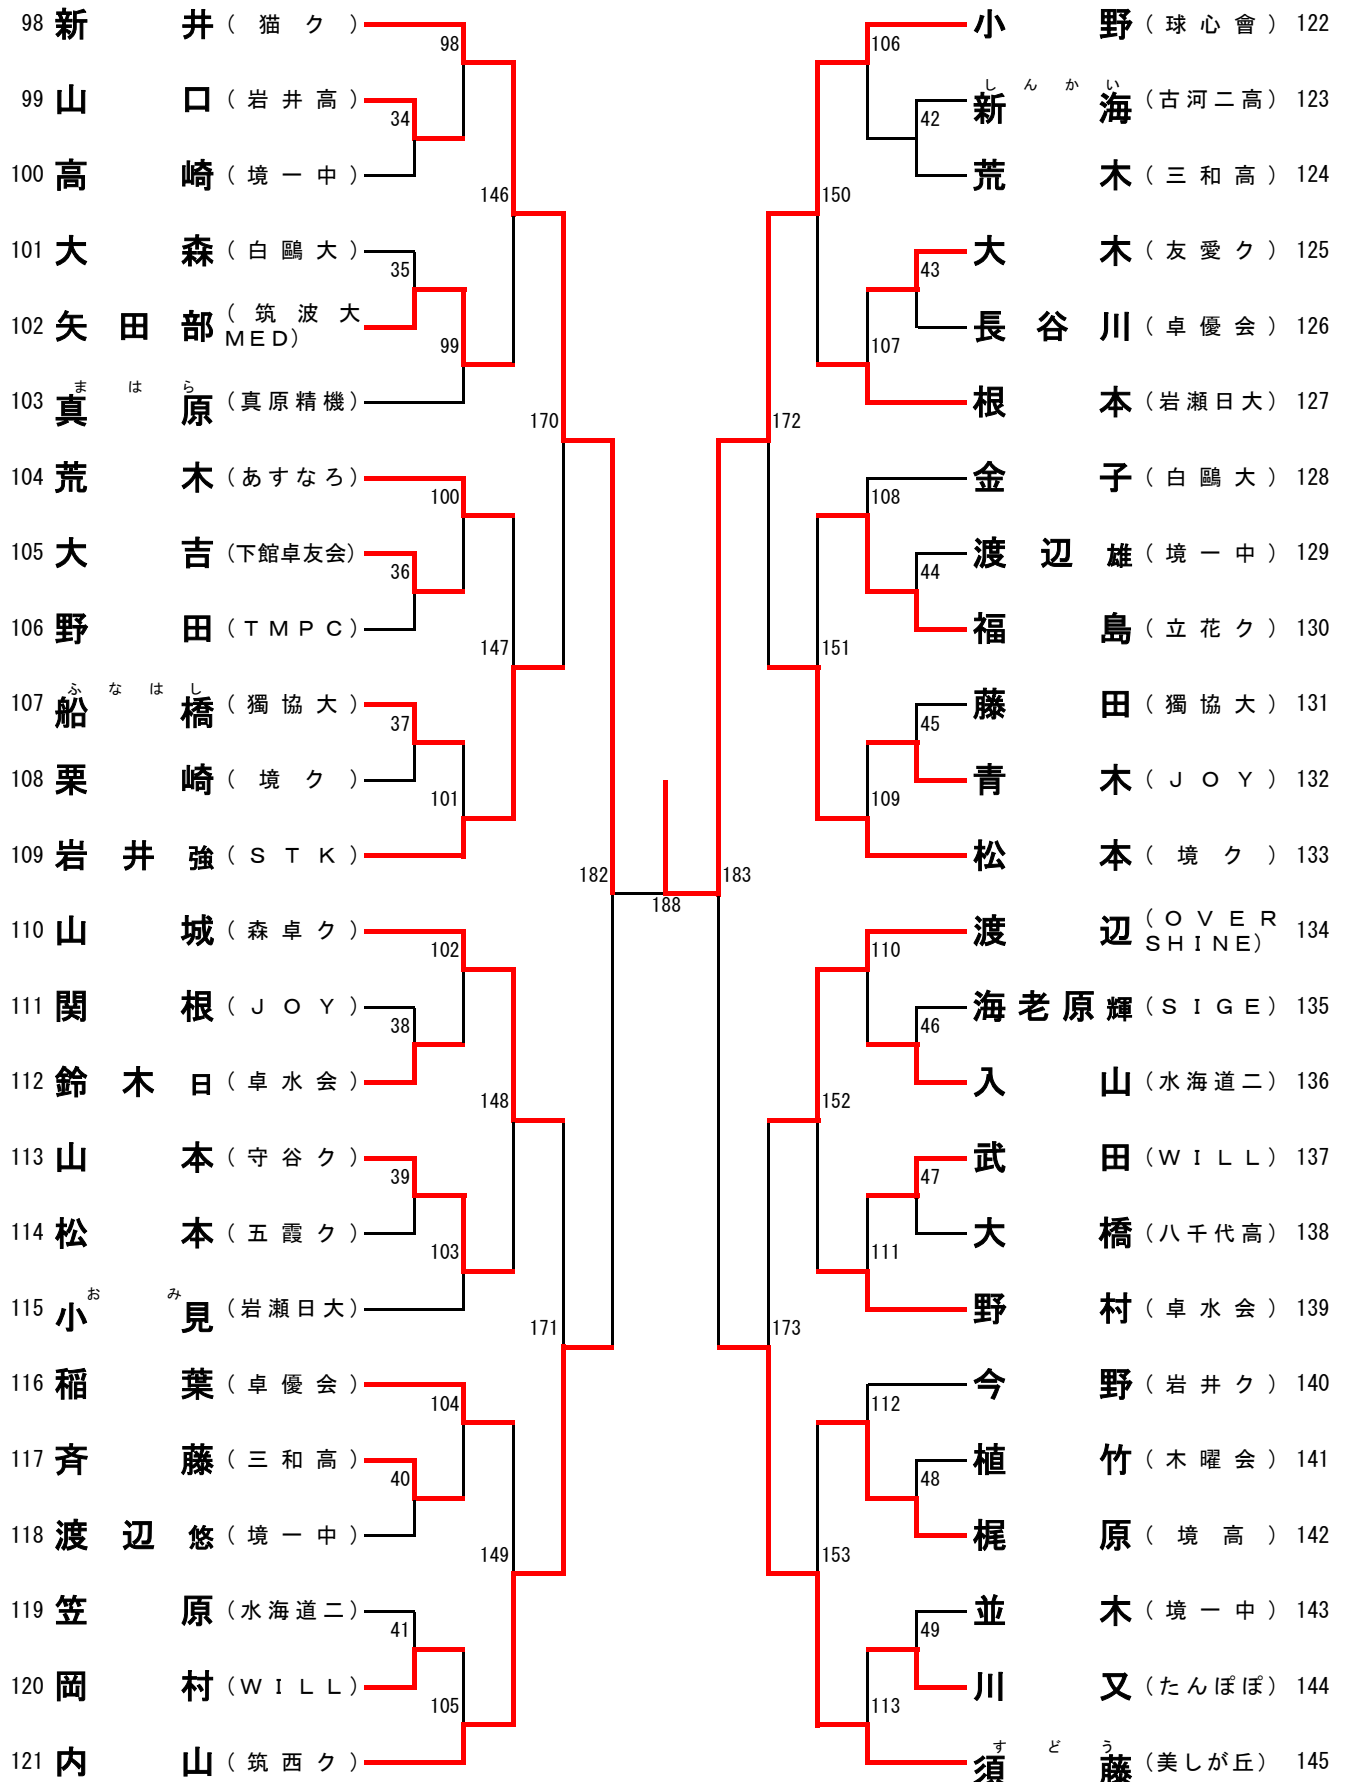 98 新井 (猫ク)
98
99 山口 (岩井高)
34
100 高崎 (境一中)
146
101 大森 (白鷗大)
35
102 矢田部 (筑波大
MED)
99
まはら
103 真原 (真原精機)
170
104 荒木 (あすなろ)
100
105 大吉 (下館卓友会)
36
106 野田 (TMPC)
147
ふなはし
107 船橋 (獨協大)
37
108 栗崎 (境ク)
101
109 岩井強 (STK)
182
110 山城 (森卓ク)
102
111 関根 (JOY)
38
112 鈴木日 (卓水会)
148
113 山本 (守谷ク)
39
114 松本 (五霞ク)
103
おみ
115 小見 (岩瀬日大)
171
116 稲葉 (卓優会)
104
117 斉藤 (三和高)
40
118 渡辺悠 (境一中)
149
119 笠原 (水海道二)
41
120 岡村 (WILL)
105
121 内山 (筑西ク)
188
小野 (球心會) 122
106
しんかい
新海 (古河二高) 123
42
荒木 (三和高) 124
150
大木 (友愛ク) 125
43
長谷川 (卓優会) 126
107
根本 (岩瀬日大) 127
172
金子 (白鷗大) 128
108
渡辺雄 (境一中) 129
44
福島 (立花ク) 130
151
藤田 (獨協大) 131
45
青木 (JOY) 132
109
松本 (境ク) 133
183
渡辺 (OVER
SHINE) 134
110
海老原輝 (SIGE) 135
46
入山 (水海道二) 136
152
武田 (WILL) 137
47
大橋 (八千代高) 138
111
野村 (卓水会) 139
173
今野 (岩井ク) 140
112
植竹 (木曜会) 141
48
梶原 (境高) 142
153
並木 (境一中) 143
49
川又 (たんぽぽ) 144
113
すどう
須藤 (美しが丘) 145